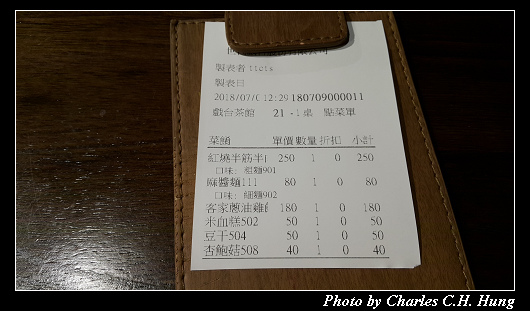 製表者 ttcts
製表日
2018/07/0 12:29 180709000011
戲台茶館 21 - 1 桌 點菜單
菜餚 單價 數量 折扣 小計
紅燒半筋半 250 1 0 250
口味: 粗麵901
麻醬麵111 80 1 0 80
口味: 細麵902
客家蔥油雞 180 1 0 180
米血糕502 50 1 0 50
豆干504 50 1 0 50
杏鮑菇508 40 1 0 40
Photo by Charles C.H. Hung